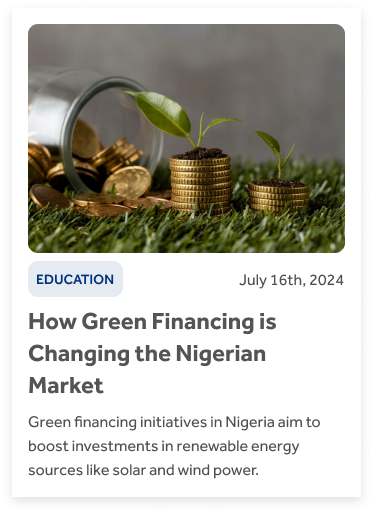 EDUCATION
July 16th, 2024
How Green Financing is
Changing the Nigerian
Market
Green financing initiatives in Nigeria aim to
boost investments in renewable energy
sources like solar and wind power.